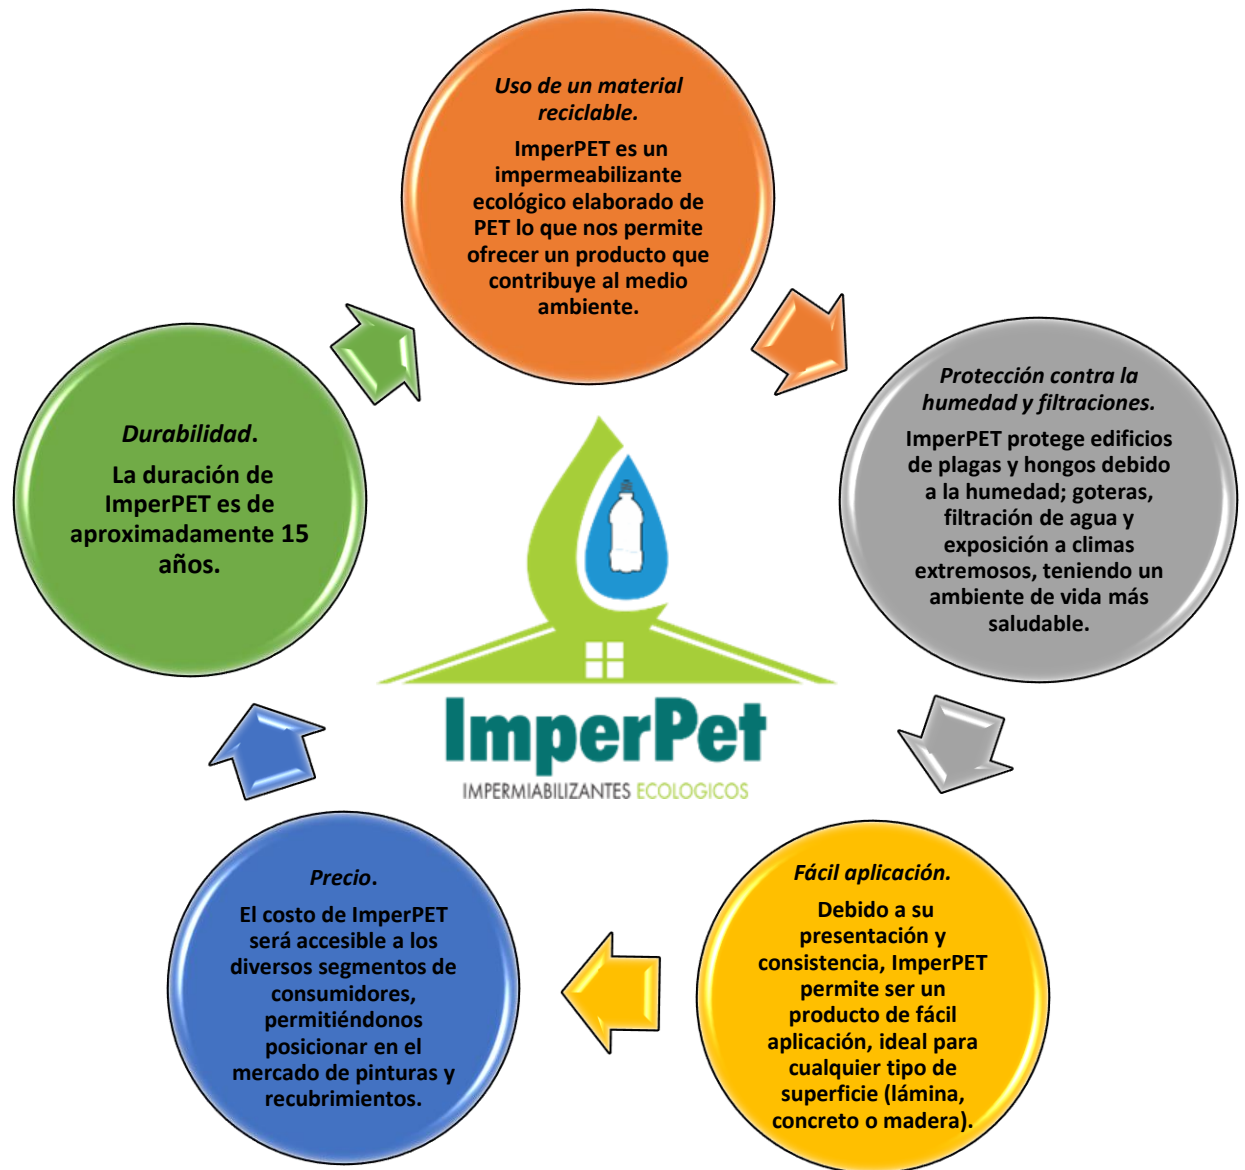 Uso de un material
reciclable.
ImperPET es un
impermeabilizante
ecológico elaborado de
PET lo que nos permite
ofrecer un producto que
contribuye al medio
ambiente.
Protección contra la
humedad y filtraciones.
ImperPET protege edificios
de plagas y hongos debido
a la humedad; goteras,
filtración de agua y
exposición a climas
extremosos, teniendo un
ambiente de vida más
saludable.
Fácil aplicación.
Debido a su
presentación y
consistencia, ImperPET
permite ser un
producto de fácil
aplicación, ideal para
cualquier tipo de
superficie (lámina,
concreto o madera).
Precio.
El costo de ImperPET
será accesible a los
diversos segmentos de
consumidores,
permitiéndonos
posicionar en el
mercado de pinturas y
recubrimientos.
Durabilidad.
La duración de
ImperPET es de
aproximadamente 15
años.
ImperPet
IMPERMIABILIZANTES ECOLOGICOS